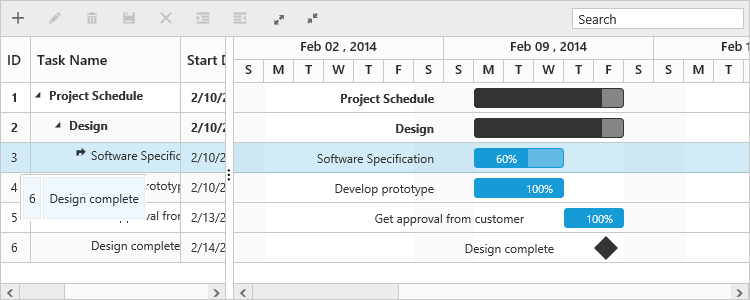 Search
Feb 02 , 2014 Feb 09 , 2014 Feb 1
ID Task Name Start D
S M T W T F S S M T W T F S S M T W
1 Project Schedule 2/10/2 Project Schedule
2 Design 2/10/2 Design
3 Software Specific 2/10/2 Software Specification 60%
4 prototyp 2/10/2 Develop prototype 100%
6 Design complete
5 roval from 2/13/2 Get approval from customer 100%
6 Design complete 2/14/2 Design complete